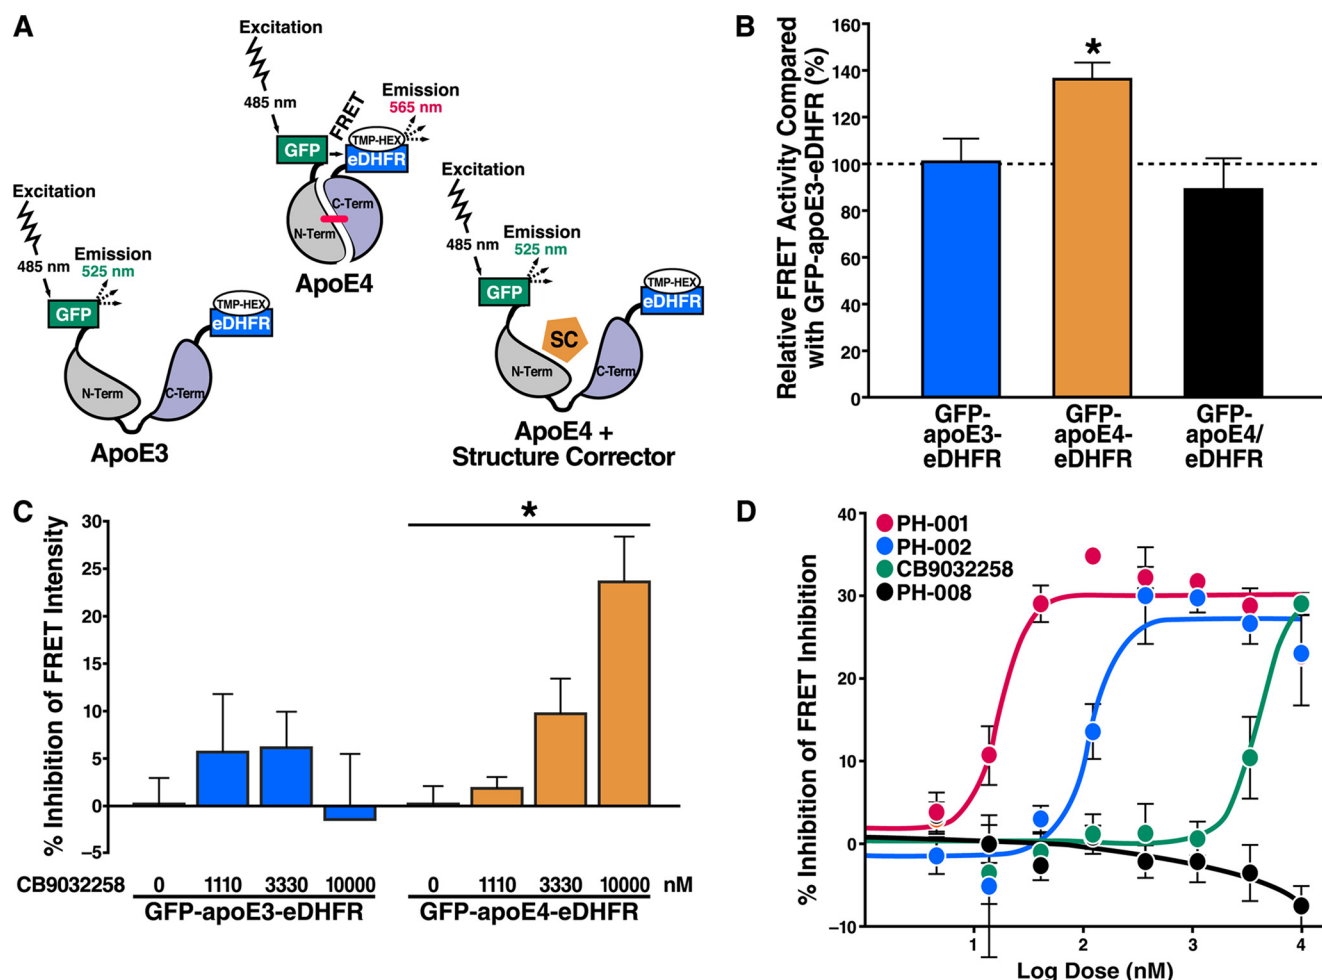 A
Excitation
485 nm
FRET
Emission
565 nm
GFP
TMP-HEX
eDHFR
C-Term
N-Term
ApoE4
Excitation
485 nm
Emission
525 nm
GFP
TMP-HEX
eDHFR
N-Term
C-Term
ApoE3
Excitation
485 nm
Emission
525 nm
GFP
TMP-HEX
eDHFR
SC
N-Term
C-Term
ApoE4 +
Structure Corrector
B
Relative FRET Activity Compared
with GFP-apoE3-eDHFR (%)
160
140
120
100
80
60
40
20
0
*
GFP-
apoE3-
eDHFR
GFP-
apoE4-
eDHFR
GFP-
apoE4/
eDHFR
C
% Inhibition of FRET Intensity
30
25
20
15
10
5
0
−5
*
CB9032258 0 1110 3330 10000 0 1110 3330 10000 nM
GFP-apoE3-eDHFR GFP-apoE4-eDHFR
D
% Inhibition of FRET Inhibition
40
30
20
10
0
−10
PH-001
PH-002
CB9032258
PH-008
1 2 3 4
Log Dose (nM)